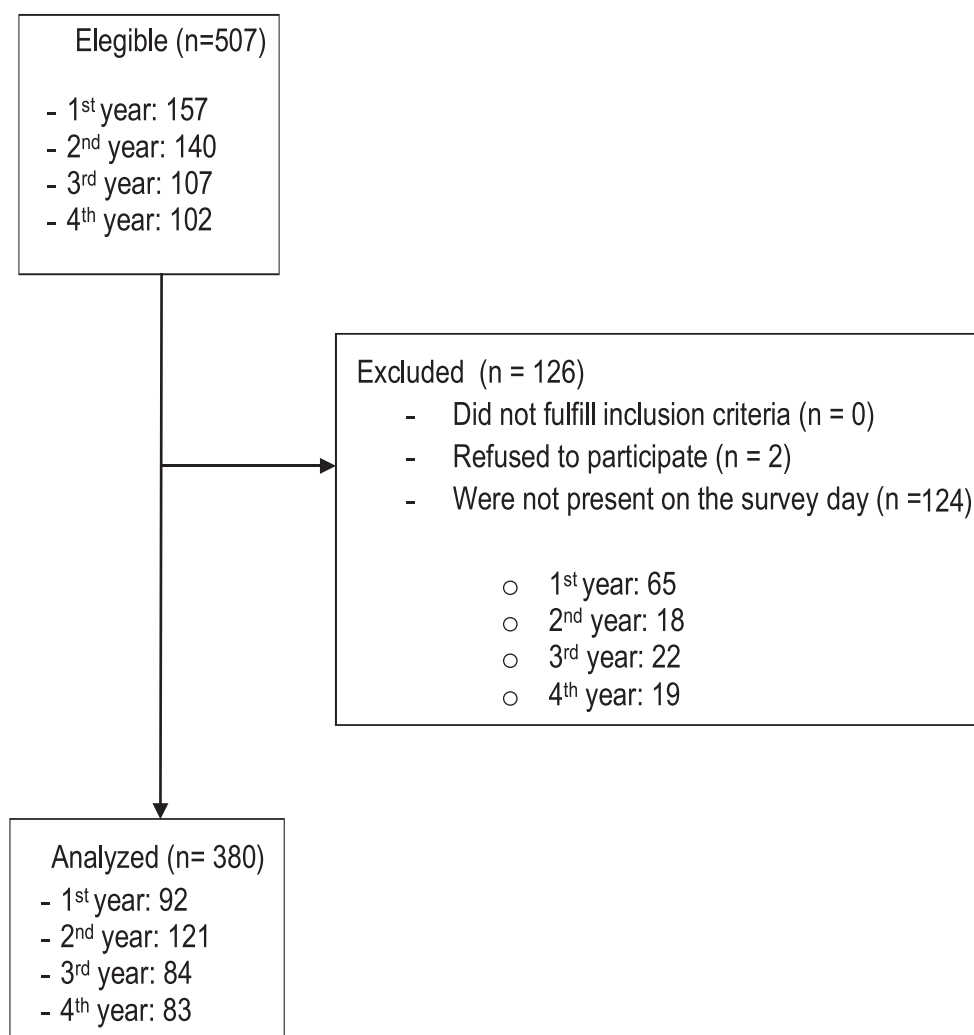 Elegible (n=507)
- 1st year: 157
- 2nd year: 140
- 3rd year: 107
- 4th year: 102
Excluded (n = 126)
- Did not fulfill inclusion criteria (n = 0)
- Refused to participate (n = 2)
- Were not present on the survey day (n =124)
○ 1st year: 65
○ 2nd year: 18
○ 3rd year: 22
○ 4th year: 19
Analyzed (n= 380)
- 1st year: 92
- 2nd year: 121
- 3rd year: 84
- 4th year: 83